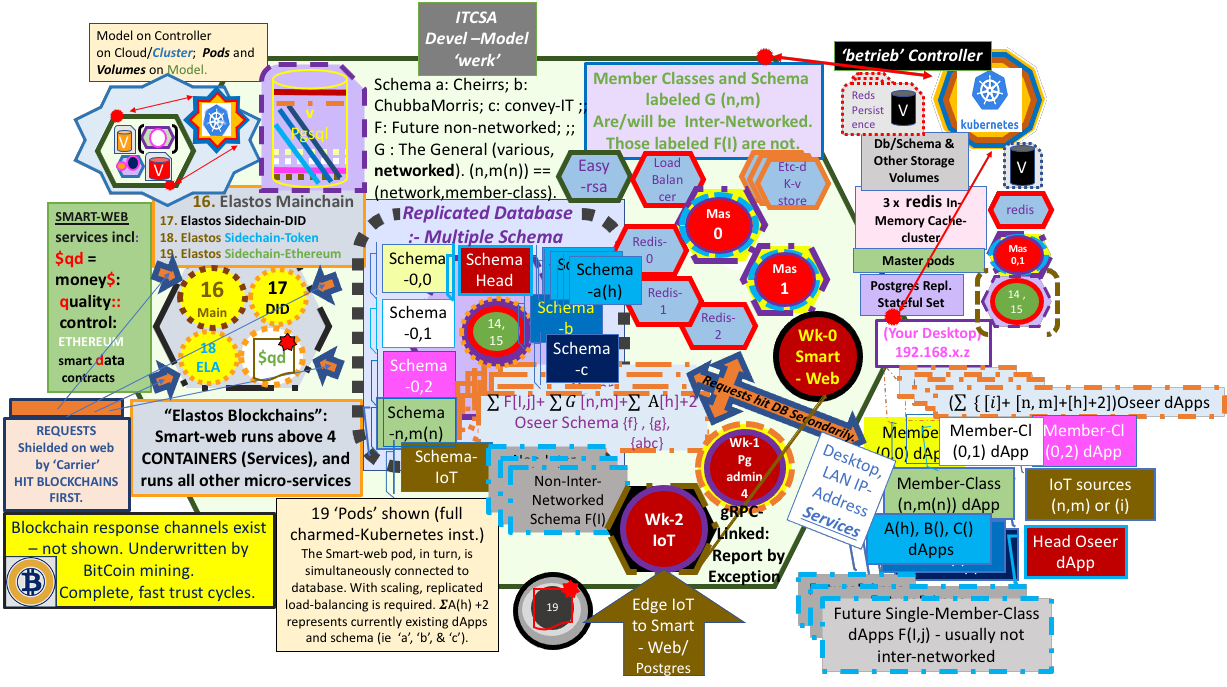 ITCSA
Devel –Model
‘werk’
Model on Controller
on Cloud/Cluster; Pods and
Volumes on Model.
V
V
V
Pgsql
Schema a: Cheirrs; b:
ChubbaMorris; c: convey-IT ;;
F: Future non-networked; ;;
G : The General (various,
networked). (n,m(n)) ==
(network,member-class).
Member Classes and Schema
labeled G (n,m)
Are/will be Inter-Networked.
Those labeled F(I) are not.
‘betrieb’ Controller
Reds
Persist
ence
V
kubernetes
Db/Schema &
Other Storage
Volumes
V
3 x redis In-
Memory Cache-
cluster
redis
Master pods
Mas
0,1
Postgres Repl.
Stateful Set
14 ,
15
(Your Desktop)
192.168.x.z
Easy
-rsa
Load
Balan
cer
Etc-d
K-v
store
Mas
0
Mas
1
Redis-
0
Redis-
1
Redis-
2
Wk-0
Smart
- Web
16. Elastos Mainchain
17. Elastos Sidechain-DID
18. Elastos Sidechain-Token
19. Elastos Sidechain-Ethereum
SMART-WEB
services incl:
$qd =
money$:
quality::
control:
ETHEREUM
smart data
contracts
16
Main
17
DID
18
ELA
$qd
Replicated Database
:- Multiple Schema
Schema
-0,0
Schema
Head
Schema
-a(h)
Schema
-0,1
14 ,
15
Schema
-b
Schema
-c
Schema
-0,2
Schema
-n,m(n)
Schema-
IoT
∑ F[I,j]+ ∑ G [n,m]+∑ A[h]+2
Oseer Schema {f} , {g},
{abc}
Requests hit DB Secondarily.
(∑ { [i]+ [n, m]+[h]+2])Oseer dApps
REQUESTS
Shielded on web
by ‘Carrier’
HIT BLOCKCHAINS
FIRST.
“Elastos Blockchains”:
Smart-web runs above 4
CONTAINERS (Services), and
runs all other micro-services
Non-Inter-
Networked
Schema F(I)
Wk-1
Pg
admin
4
Wk-2
IoT
gRPC-
Linked:
Report by
Exception
Desktop,
LAN IP-
Address
Services
Member
(0,0) dApp
Member-Cl
(0,1) dApp
Member-Cl
(0,2) dApp
Member-Class
(n,m(n)) dApp
IoT sources
(n,m) or (i)
A(h), B(), C()
dApps
Head Oseer
dApp
Blockchain response channels exist
– not shown. Underwritten by
BitCoin mining.
Complete, fast trust cycles.
19 ‘Pods’ shown (full
charmed-Kubernetes inst.)
The Smart-web pod, in turn, is
simultaneously connected to
database. With scaling, replicated
load-balancing is required. ΣA(h) +2
represents currently existing dApps
and schema (ie ‘a’, ‘b’, & ‘c’).
19
Edge IoT
to Smart
- Web/
Postgres
Future Single-Member-Class
dApps F(I,j) - usually not
inter-networked